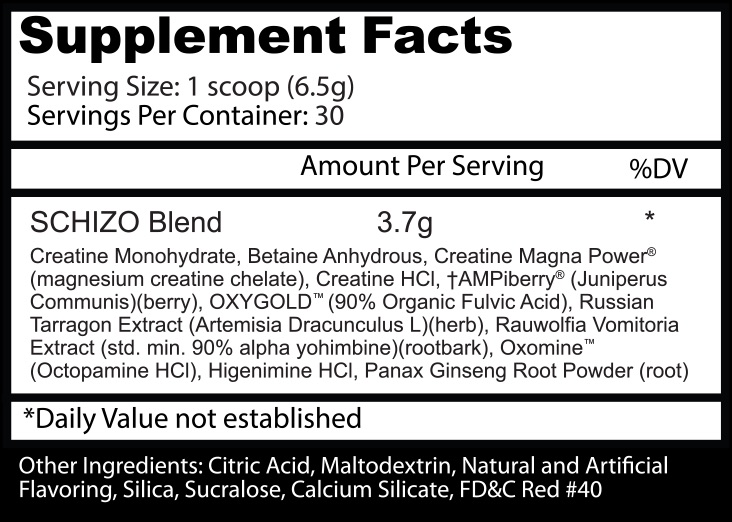 Supplement Facts
Serving Size: 1 scoop (6.5g)
Servings Per Container: 30
Amount Per Serving %DV
SCHIZO Blend 3.7g *
Creatine Monohydrate, Betaine Anhydrous, Creatine Magna Power®
(magnesium creatine chelate), Creatine HCl, †AMPiberry® (Juniperus
Communis)(berry), OXYGOLD™ (90% Organic Fulvic Acid), Russian
Tarragon Extract (Artemisia Dracunculus L)(herb), Rauwolfia Vomitoria
Extract (std. min. 90% alpha yohimbine)(rootbark), Oxomine™
(Octopamine HCl), Higenimine HCl, Panax Ginseng Root Powder (root)
*Daily Value not established
Other Ingredients: Citric Acid, Maltodextrin, Natural and Artificial
Flavoring, Silica, Sucralose, Calcium Silicate, FD&C Red #40